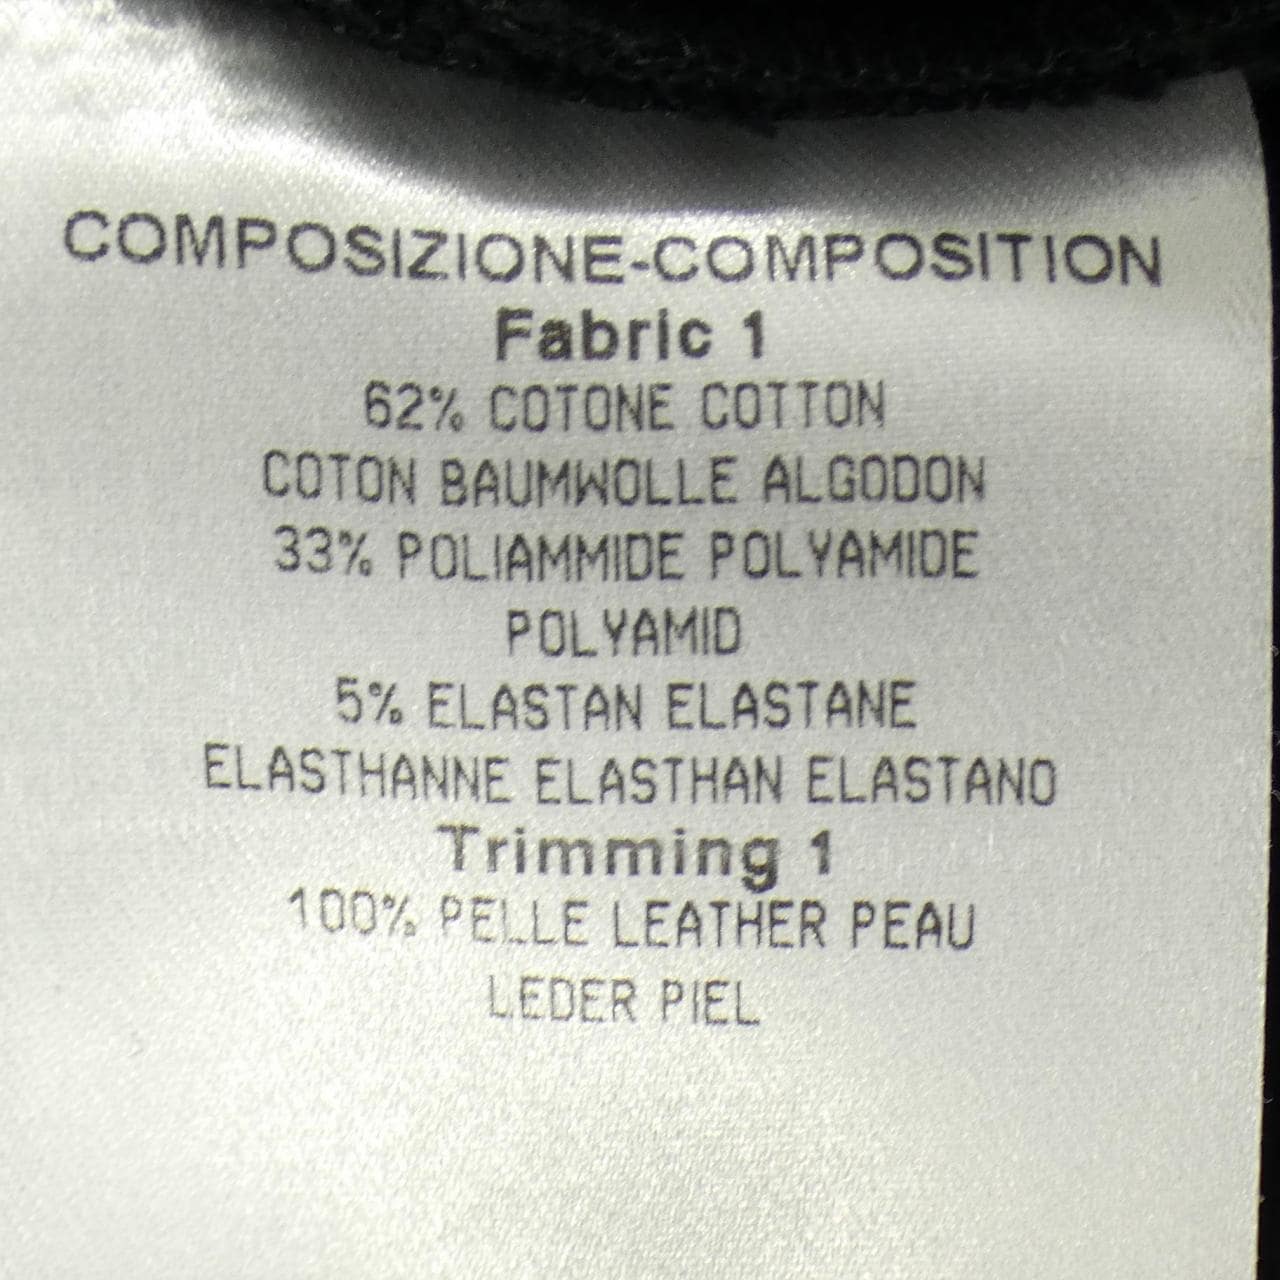 COMPOSIZIONE-COMPOSITION
Fabric 1
62% COTONE COTTON
COTON BAUMWOLLE ALGODON
33% POLIAMMIDE POLYAMIDE
POLYAMID
5% ELASTAN ELASTANE
ELASTHANNE ELASTHAN ELASTANO
Trimming 1
100% PELLE LEATHER PEAU
LEDER PIEL